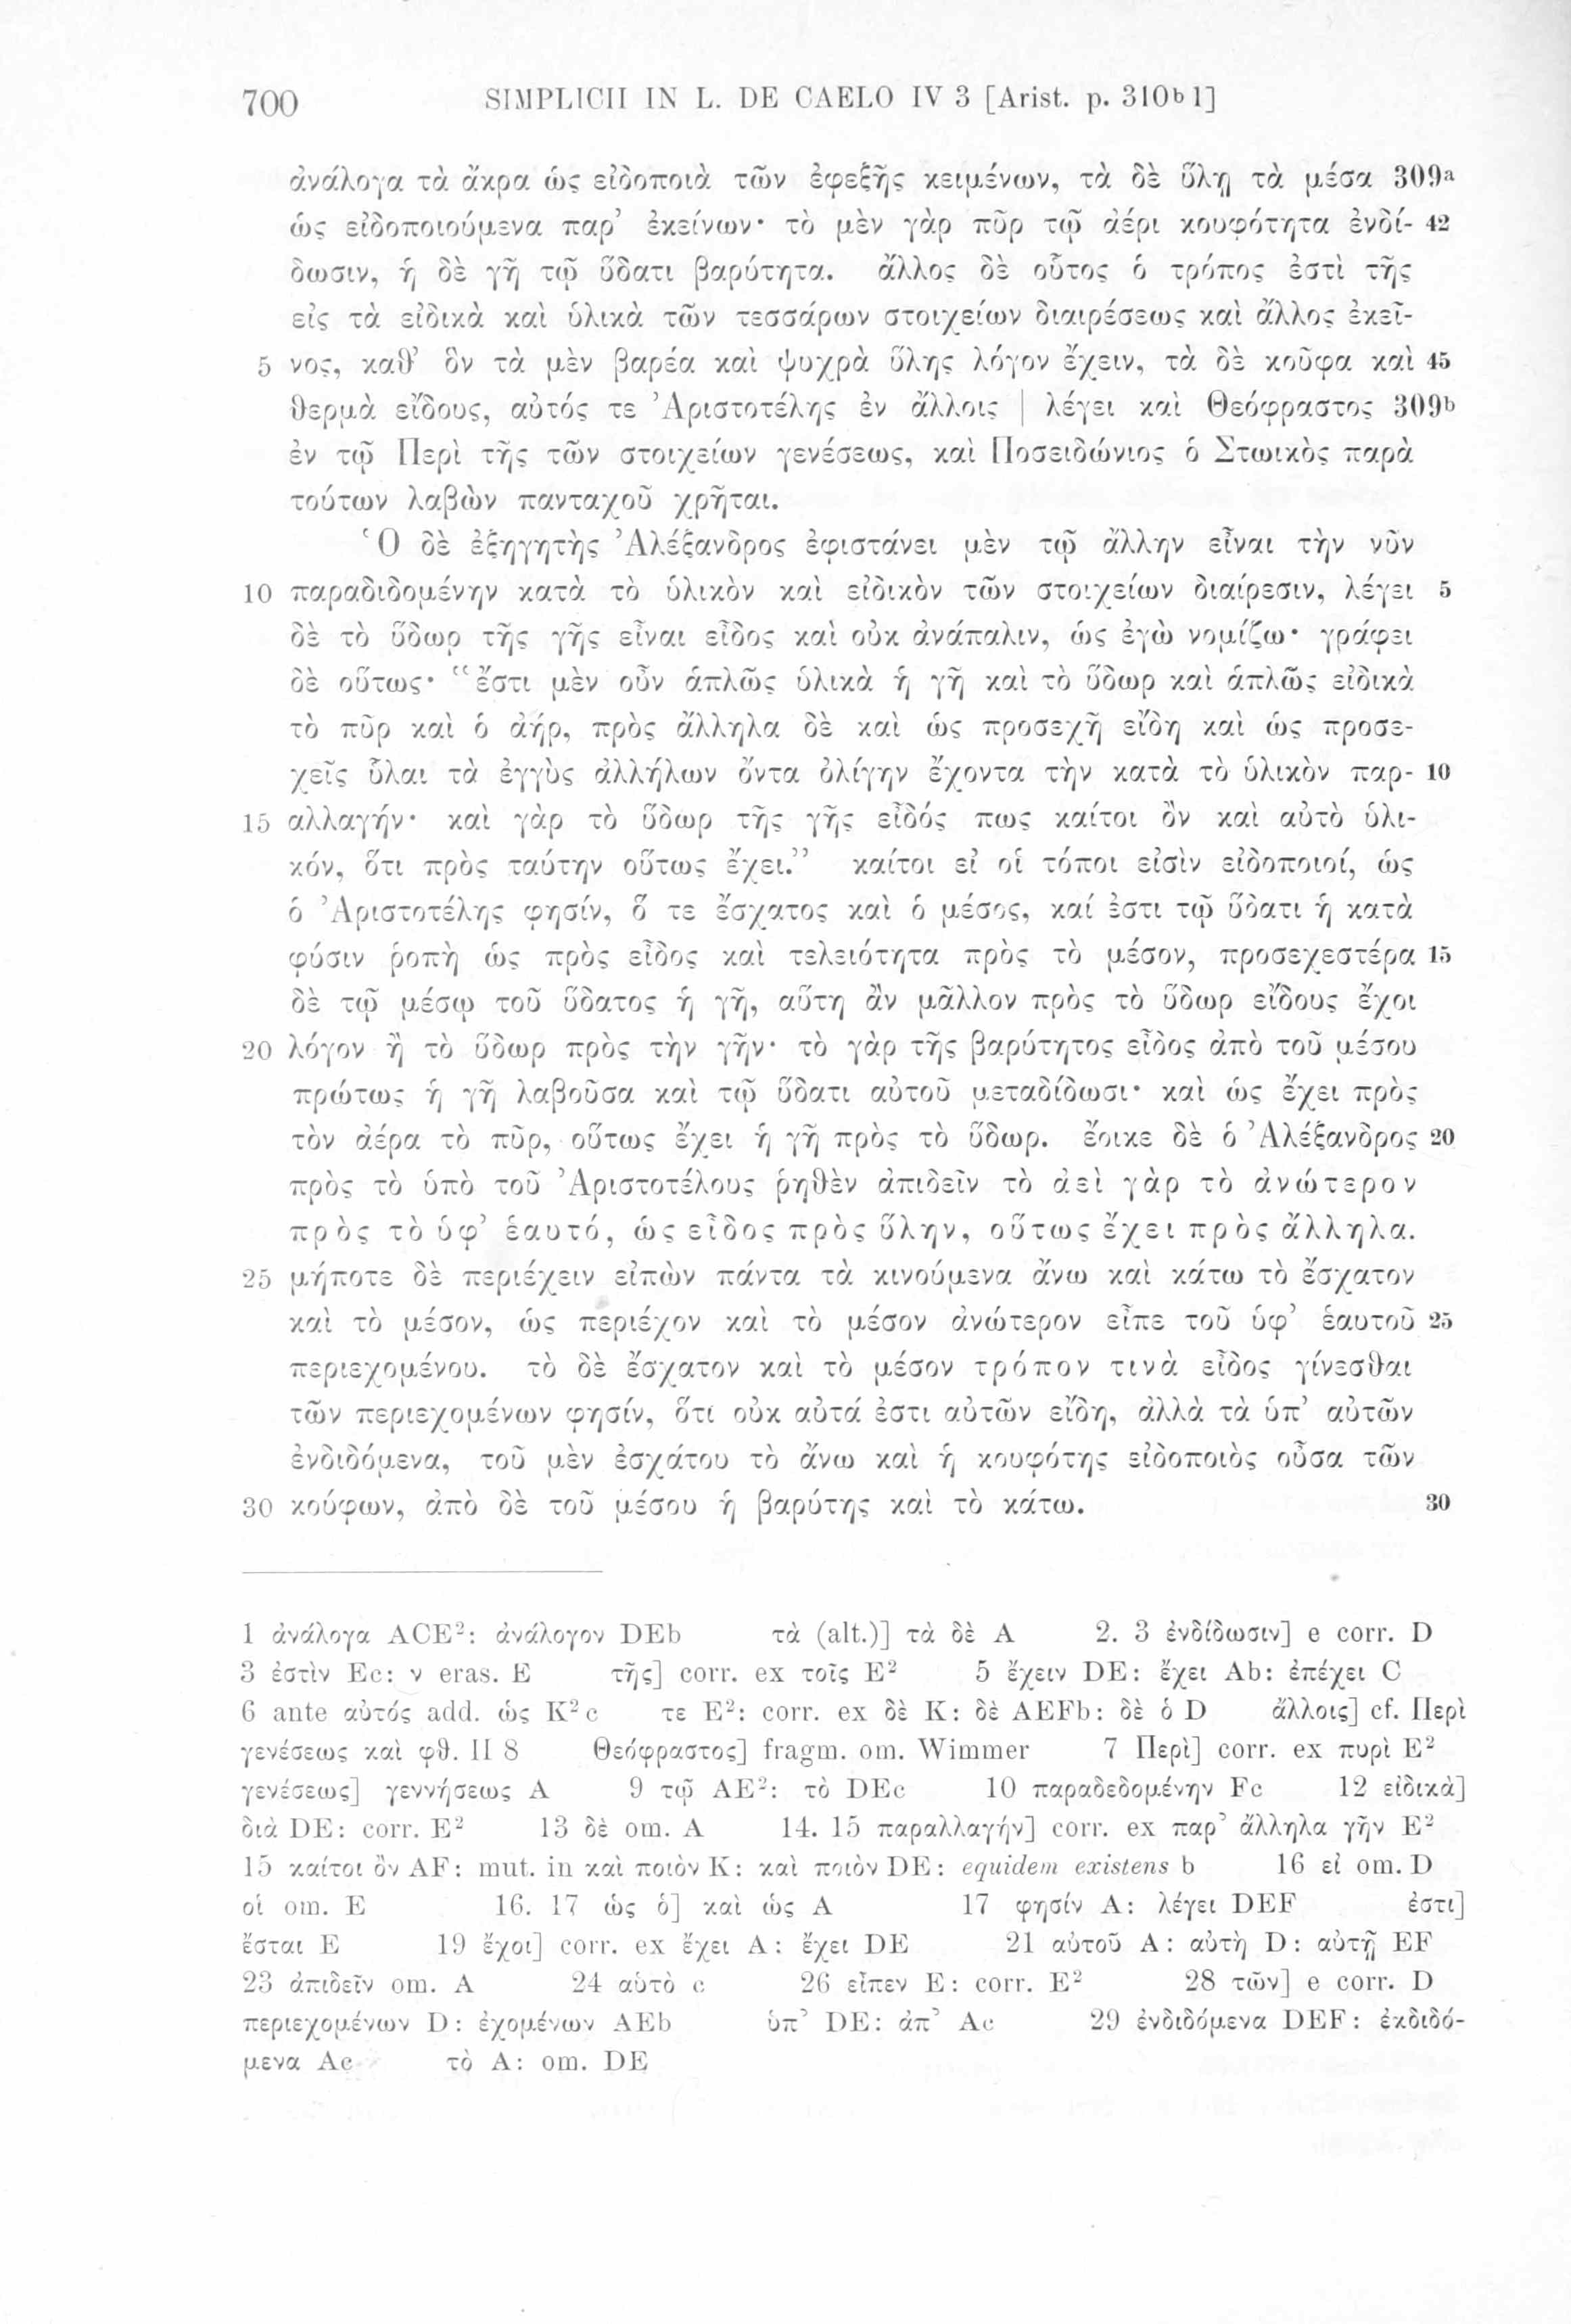 700 SIMPLICII IN L. DE CAELO IV 3 [Arist. p. 310b 1]
ἀνάλογα τὰ ἄκρα ὡς εἰδοποιὰ τῶν ἐφεξῆς κειμένων, τὰ δὲ ὕλῃ τὰ μέσα 309a
ὡς εἰδοποιούμενα παρ’ ἐκείνων· τὸ μὲν γὰρ πῦρ τῷ ἀέρι κουφότητα ἐνδί- 42
δωσιν, ἡ δὲ γῆ τῷ ὕδατι βαρύτητα. ἄλλος δὲ οὗτος ὁ τρόπος ἐστὶ τῆς
εἰς τὰ εἰδικὰ καὶ ὑλικὰ τῶν τεσσάρων στοιχείων διαιρέσεως καὶ ἄλλος ἐκεῖ-
5 νος, καθ’ ὃν τὰ μὲν βαρέα καὶ ψυχρὰ ὕλης λόγον ἔχειν, τὰ δὲ κοῦφα καὶ 45
θερμὰ εἴδους, αὐτός τε Ἀριστοτέλης ἐν ἄλλοις | λέγει καὶ Θεόφραστος 309b
ἐν τῷ Περὶ τῆς τῶν στοιχείων γενέσεως, καὶ Ποσειδώνιος ὁ Στωικὸς παρὰ
τούτων λαβὼν πανταχοῦ χρῆται.
Ὁ δὲ ἐξηγητὴς Ἀλέξανδρος ἐφιστάνει μὲν τῷ ἄλλην εἶναι τὴν νῦν
10 παραδιδομένην κατὰ τὸ ὑλικὸν καὶ εἰδικὸν τῶν στοιχείων διαίρεσιν, λέγει 5
δὲ τὸ ὕδωρ τῆς γῆς εἶναι εἶδος καὶ οὐκ ἀνάπαλιν, ὡς ἐγὼ νομίζω· γράφει
δὲ οὕτως· “ἔστι μὲν οὖν ἁπλῶς ὑλικὰ ἡ γῆ καὶ τὸ ὕδωρ καὶ ἁπλῶς εἰδικὰ
τὸ πῦρ καὶ ὁ ἀήρ, πρὸς ἄλληλα δὲ καὶ ὡς προσεχῆ εἴδη καὶ ὡς προσε-
χεῖς ὗλαι τὰ ἐγγὺς ἀλλήλων ὄντα ὀλίγην ἔχοντα τὴν κατὰ τὸ ὑλικὸν παρ- 10
15 αλλαγήν· καὶ γὰρ τὸ ὕδωρ τῆς γῆς εἶδός πως καίτοι ὂν καὶ αὐτὸ ὑλι-
κόν, ὅτι πρὸς ταύτην οὕτως ἔχει.” καίτοι εἰ οἱ τόποι εἰσὶν εἰδοποιοί, ὡς
ὁ Ἀριστοτέλης φησίν, ὅ τε ἔσχατος καὶ ὁ μέσος, καί ἐστι τῷ ὕδατι ἡ κατὰ
φύσιν ῥοπὴ ὡς πρὸς εἶδος καὶ τελειότητα πρὸς τὸ μέσον, προσεχεστέρα 15
δὲ τῷ μέσῳ τοῦ ὕδατος ἡ γῆ, αὕτη ἂν μᾶλλον πρὸς τὸ ὕδωρ εἴδους ἔχοι
20 λόγον ἢ τὸ ὕδωρ πρὸς τὴν γῆν· τὸ γὰρ τῆς βαρύτητος εἶδος ἀπὸ τοῦ μέσου
πρώτως ἡ γῆ λαβοῦσα καὶ τῷ ὕδατι αὐτοῦ μεταδίδωσι· καὶ ὡς ἔχει πρὸς
τὸν ἀέρα τὸ πῦρ, οὕτως ἔχει ἡ γῆ πρὸς τὸ ὕδωρ. ἔοικε δὲ ὁ Ἀλέξανδρος 20
πρὸς τὸ ὑπὸ τοῦ Ἀριστοτέλους ῥηθὲν ἀπιδεῖν τὸ ἀεὶ γὰρ τὸ ἀνώτερον
πρὸς τὸ ὑφ’ ἑαυτό, ὡς εἶδος πρὸς ὕλην, οὕτως ἔχει πρὸς ἄλληλα.
25 μήποτε δὲ περιέχειν εἰπὼν πάντα τὰ κινούμενα ἄνω καὶ κάτω τὸ ἔσχατον
καὶ τὸ μέσον, ὡς περιέχον καὶ τὸ μέσον ἀνώτερον εἶπε τοῦ ὑφ’ ἑαυτοῦ 25
περιεχομένου. τὸ δὲ ἔσχατον καὶ τὸ μέσον τρόπον τινὰ εἶδος γίνεσθαι
τῶν περιεχομένων φησίν, ὅτι οὐκ αὐτά ἐστι αὐτῶν εἴδη, ἀλλὰ τὰ ὑπ’ αὐτῶν
ἐνδιδόμενα, τοῦ μὲν ἐσχάτου τὸ ἄνω καὶ ἡ κουφότης εἰδοποιὸς οὖσα τῶν
30 κούφων, ἀπὸ δὲ τοῦ μέσου ἡ βαρύτης καὶ τὸ κάτω. 30
1 ἀνάλογα ACE²: ἀνάλογον DEb τὰ (alt.)] τὰ δὲ A 2. 3 ἐνδίδωσιν] e corr. D
3 ἐστὶν Ec: ν eras. E τῆς] corr. ex τοῖς E² 5 ἔχειν DE: ἔχει Ab: ἐπέχει C
6 ante αὐτός add. ὡς K²c τε E²: corr. ex δὲ K: δὲ AEFb: δὲ ὁ D ἄλλοις] cf. Περὶ
γενέσεως καὶ φθ. II 8 Θεόφραστος] fragm. om. Wimmer 7 Περὶ] corr. ex πυρὶ E²
γενέσεως] γεννήσεως A 9 τῷ AE²: τὸ DEc 10 παραδεδομένην Fc 12 εἰδικὰ]
διὰ DE: corr. E² 13 δὲ om. A 14. 15 παραλλαγήν] corr. ex παρ’ ἄλληλα γῆν E²
15 καίτοι ὂν AF: mut. in καὶ ποιὸν K: καὶ ποιὸν DE: equidem existens b 16 εἰ om. D
οἱ om. E 16. 17 ὡς ὁ] καὶ ὡς A 17 φησίν A: λέγει DEF ἐστι]
ἔσται E 19 ἔχοι] corr. ex ἔχει A: ἔχει DE 21 αὐτοῦ A: αὐτὴ D: αὐτῇ EF
23 ἀπιδεῖν om. A 24 αὑτὸ c 26 εἶπεν E: corr. E² 28 τῶν] e corr. D
περιεχομένων D: ἐχομένων AEb ὑπ’ DE: ἀπ’ Ac 29 ἐνδιδόμενα DEF: ἐκδιδό-
μενα Ac τὸ A: om. DE